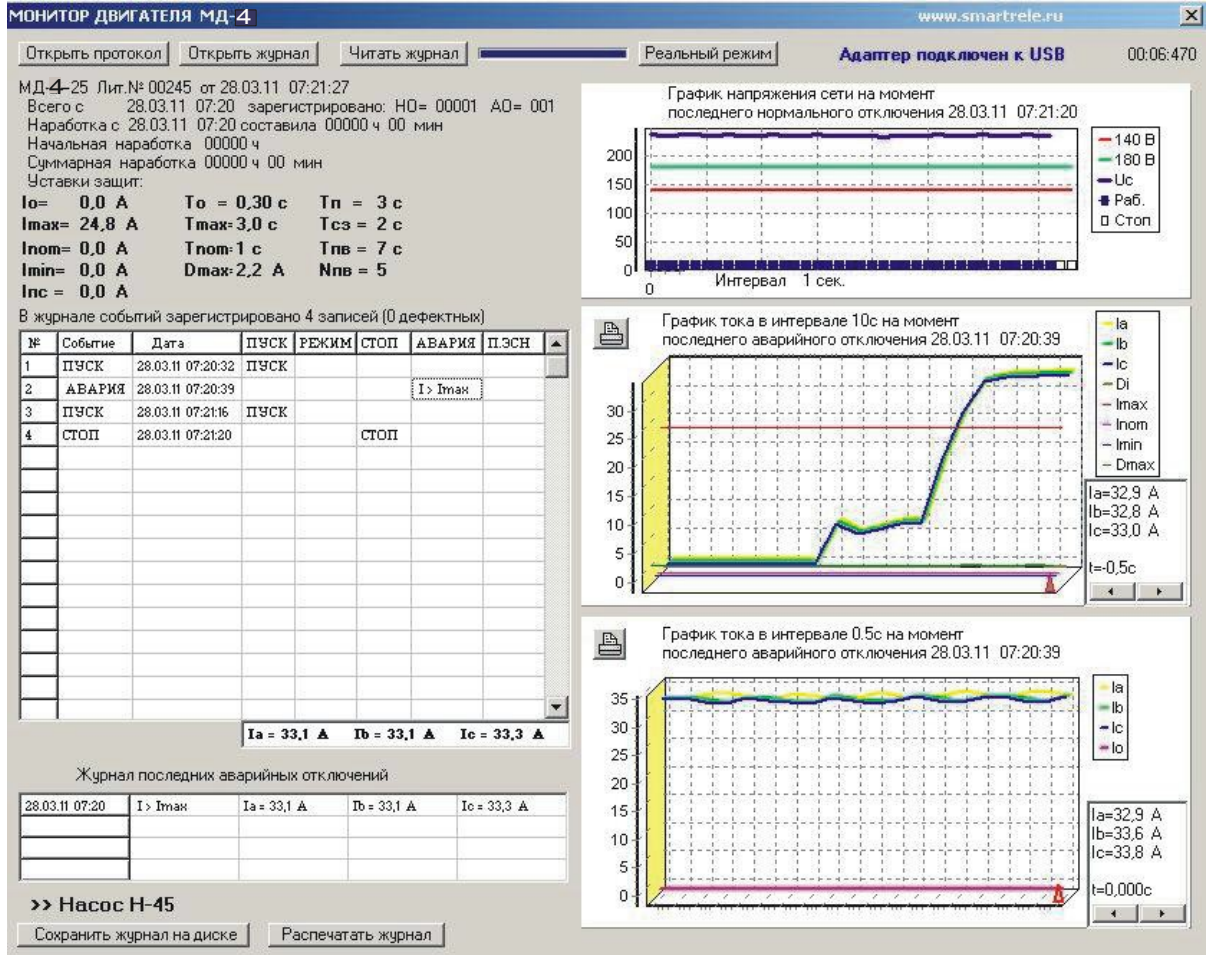 МОНИТОР ДВИГАТЕЛЯ МД-4
www.smartrele.ru
Открыть протокол
Открыть журнал
Читать журнал
Реальный режим
Адаптер подключен к USB
00:06:470
МД-4-25 Лит.№ 00245 от 28.03.11 07:21:27
Всего с 28.03.11 07:20 зарегистрировано: НО= 00001 АО= 001
Наработка с 28.03.11 07:20 составила 00000 ч 00 мин
Начальная наработка 00000 ч
Суммарная наработка 00000 ч 00 мин
Уставки защит:
Io= 0,0 А То = 0,30 с Тп = 3 с
Imax= 24,8 А Tmax= 3,0 с Тсз = 2 с
Inom= 0,0 А Tnom= 1 с Тпв = 7 с
Imin= 0,0 А Dmax= 2,2 А Nпв = 5
Iпс = 0,0 А
В журнале событий зарегистрировано 4 записей (0 дефектных)
№ Событие Дата ПУСК РЕЖИМ СТОП АВАРИЯ П.ЭСН
1 ПУСК 28.03.11 07:20:32 ПУСК
2 АВАРИЯ 28.03.11 07:20:39 I > Imax
3 ПУСК 28.03.11 07:21:16 ПУСК
4 СТОП 28.03.11 07:21:20 СТОП
Ia = 33,1 А Ib = 33,1 А Ic = 33,3 А
Журнал последних аварийных отключений
28.03.11 07:20 I > Imax Ia = 33,1 А Ib = 33,1 А Ic = 33,3 А
>> Насос Н-45
Сохранить журнал на диске
Распечатать журнал
График напряжения сети на момент
последнего нормального отключения 28.03.11 07:21:20
200
150
100
50
0
0
Интервал 1 сек.
140 В
180 В
Uc
Раб.
Стоп
График тока в интервале 10с на момент
последнего аварийного отключения 28.03.11 07:20:39
30
25
20
15
10
5
0
Ia
Ib
Ic
Di
Imax
Inom
Imin
Dmax
Ia=32,9 А
Ib=32,8 А
Ic=33,0 А
t=-0,5с
График тока в интервале 0.5с на момент
последнего аварийного отключения 28.03.11 07:20:39
35
30
25
20
15
10
5
0
Ia
Ib
Ic
Io
Ia=32,9 А
Ib=33,6 А
Ic=33,8 А
t=0,000с